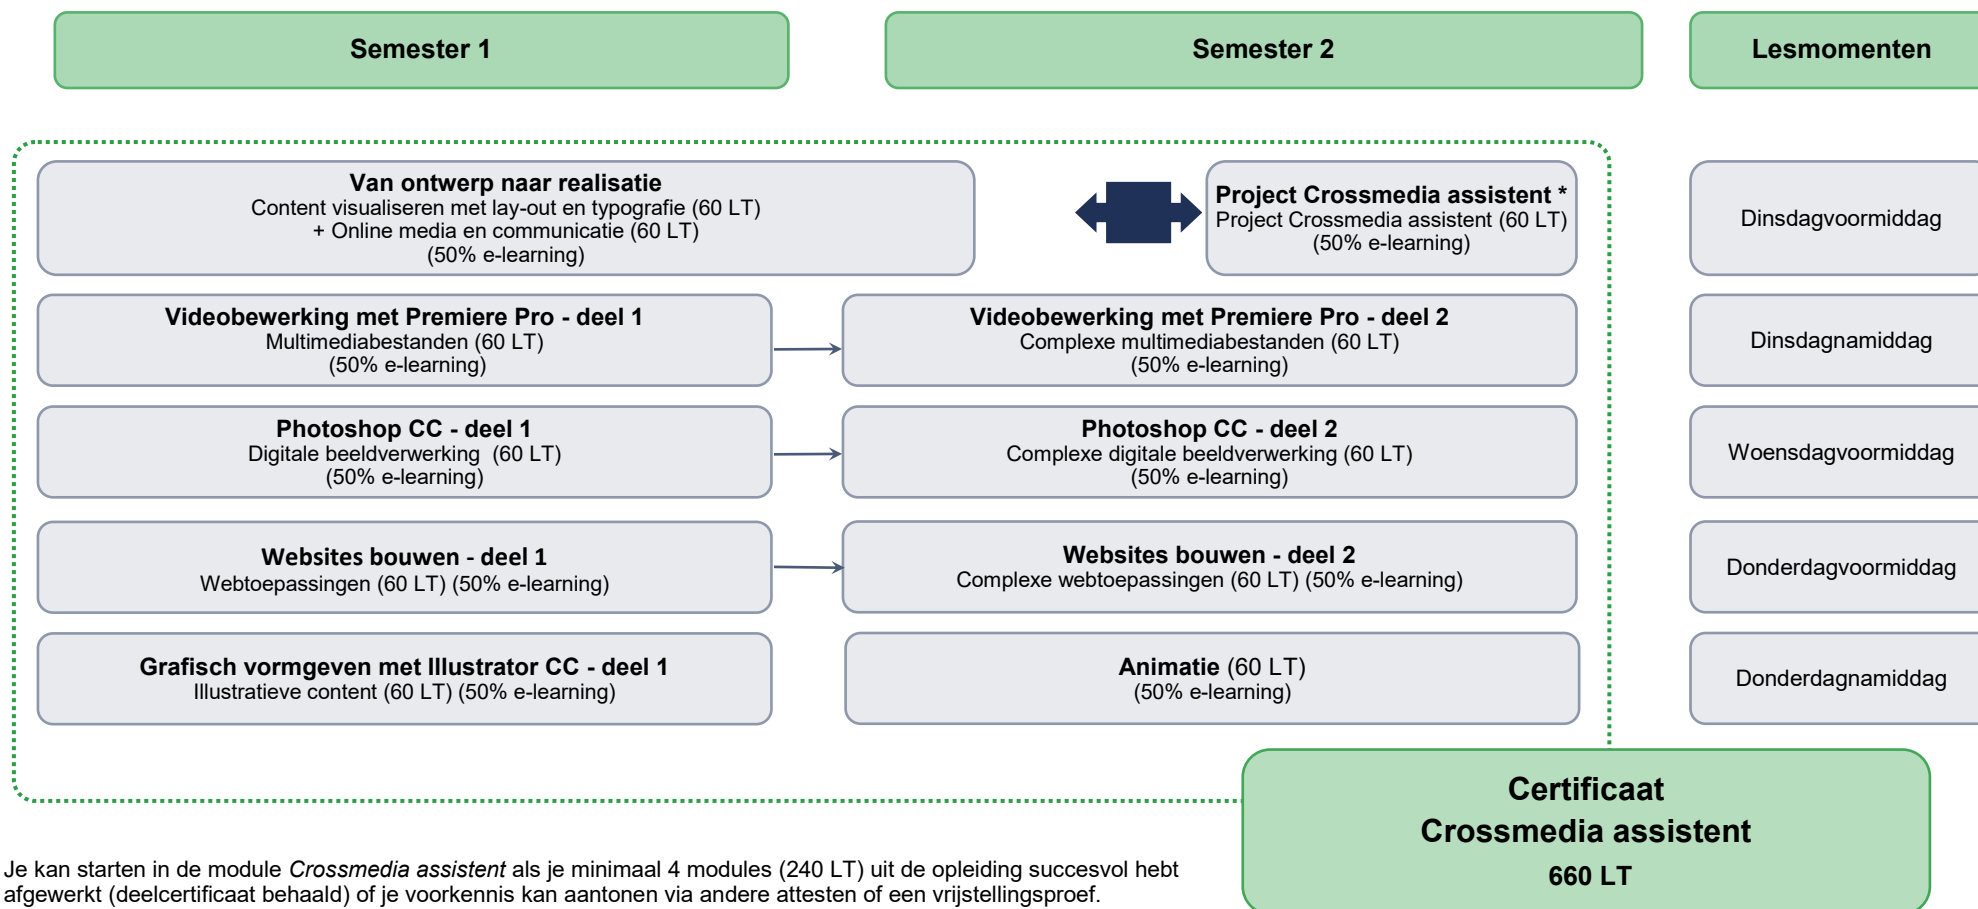 Semester 1
Semester 2
Lesmomenten
Van ontwerp naar realisatie
Content visualiseren met lay-out en typografie (60 LT)
+ Online media en communicatie (60 LT)
(50% e-learning)
Project Crossmedia assistent *
Project Crossmedia assistent (60 LT)
(50% e-learning)
Dinsdagvoormiddag
Videobewerking met Premiere Pro - deel 1
Multimediabestanden (60 LT)
(50% e-learning)
Videobewerking met Premiere Pro - deel 2
Complexe multimediabestanden (60 LT)
(50% e-learning)
Dinsdagnamiddag
Photoshop CC - deel 1
Digitale beeldverwerking (60 LT)
(50% e-learning)
Photoshop CC - deel 2
Complexe digitale beeldverwerking (60 LT)
(50% e-learning)
Woensdagvoormiddag
Websites bouwen - deel 1
Webtoepassingen (60 LT) (50% e-learning)
Websites bouwen - deel 2
Complexe webtoepassingen (60 LT) (50% e-learning)
Donderdagvoormiddag
Grafisch vormgeven met Illustrator CC - deel 1
Illustratieve content (60 LT) (50% e-learning)
Animatie (60 LT)
(50% e-learning)
Donderdagnamiddag
Certificaat
Crossmedia assistent
660 LT
Je kan starten in de module Crossmedia assistent als je minimaal 4 modules (240 LT) uit de opleiding succesvol hebt
afgewerkt (deelcertificaat behaald) of je voorkennis kan aantonen via andere attesten of een vrijstellingsproef.